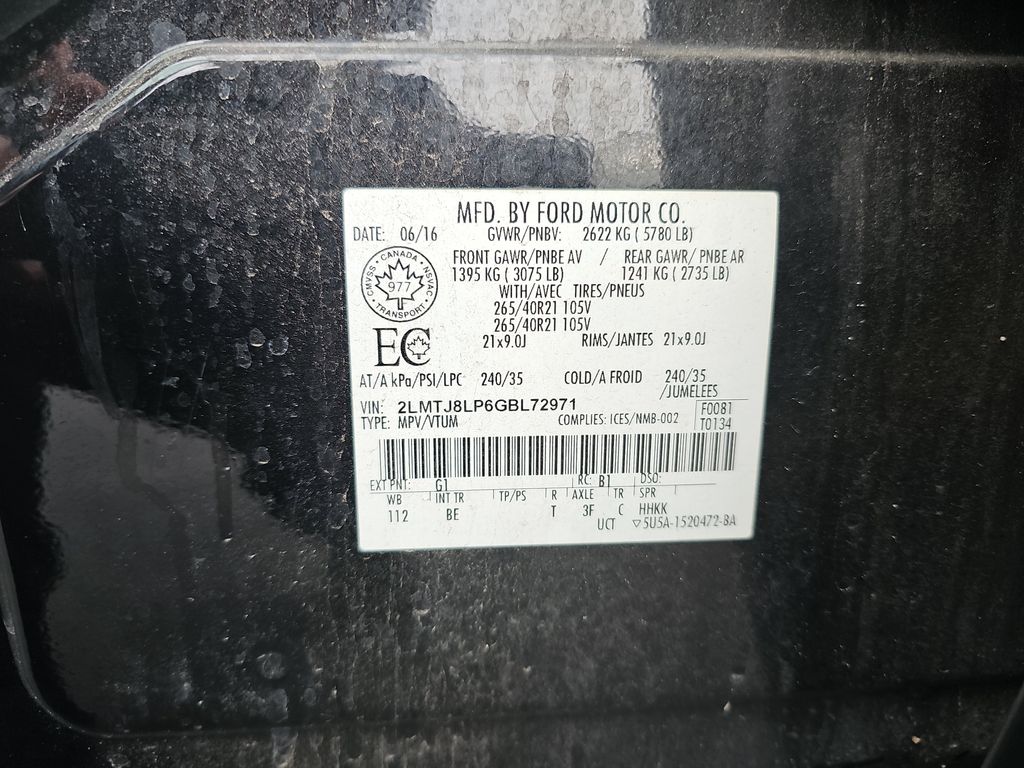 MFD. BY FORD MOTOR CO.
DATE: 06/16 GVWR/PNBV: 2622 KG ( 5780 LB)
FRONT GAWR/PNBE AV / REAR GAWR/ PNBE AR
1395 KG ( 3075 LB) 1241 KG ( 2735 LB)
WITH/AVEC TIRES/PNEUS
265/40R21 105V
265/40R21 105V
21x9.0J RIMS/JANTES 21x9.0J
CMVSS · CANADA · NSVAC
977
TRANSPORT
EC
AT/A kPa/PSI/LPC 240/35 COLD/A FROID 240/35
/JUMELEES
VIN: 2LMTJ8LP6GBL72971 F0081
TYPE: MPV/VTUM COMPLIES: ICES/NMB-002 T0134
EXT PNT: G1 RC: B1 DSO:
WB INT TR TP/PS R AXLE TR SPR
112 BE T 3F C HHKK
UCT ▽5U5A-1520472-BA